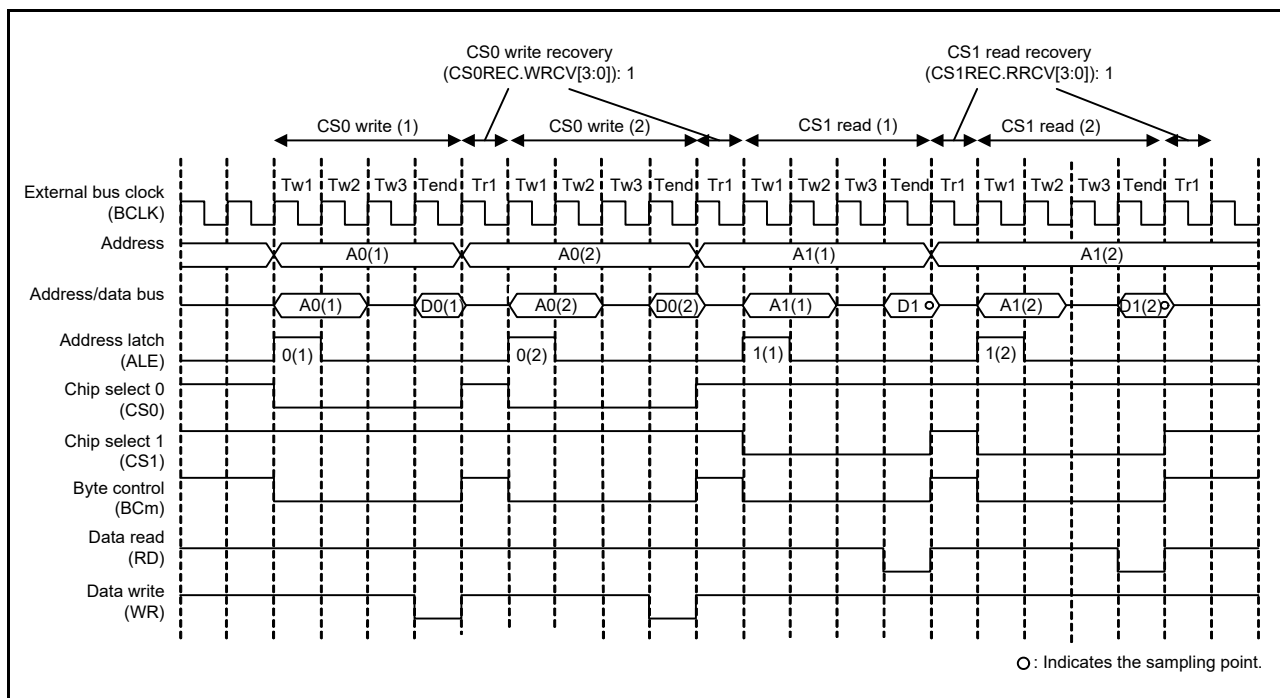 CS0 write recovery
(CS0REC.WRCV[3:0]): 1
CS1 read recovery
(CS1REC.RRCV[3:0]): 1
CS0 write (1) CS0 write (2) CS1 read (1) CS1 read (2)
Tw1 Tw2 Tw3 Tend Tr1 Tw1 Tw2 Tw3 Tend Tr1 Tw1 Tw2 Tw3 Tend Tr1 Tw1 Tw2 Tw3 Tend Tr1
External bus clock
(BCLK)
Address
A0(1) A0(2) A1(1) A1(2)
Address/data bus
A0(1) D0(1) A0(2) D0(2) A1(1) D1 A1(2) D1(2)
Address latch
(ALE)
0(1) 0(2) 1(1) 1(2)
Chip select 0
(CS0)
Chip select 1
(CS1)
Byte control
(BCm)
Data read
(RD)
Data write
(WR)
: Indicates the sampling point.